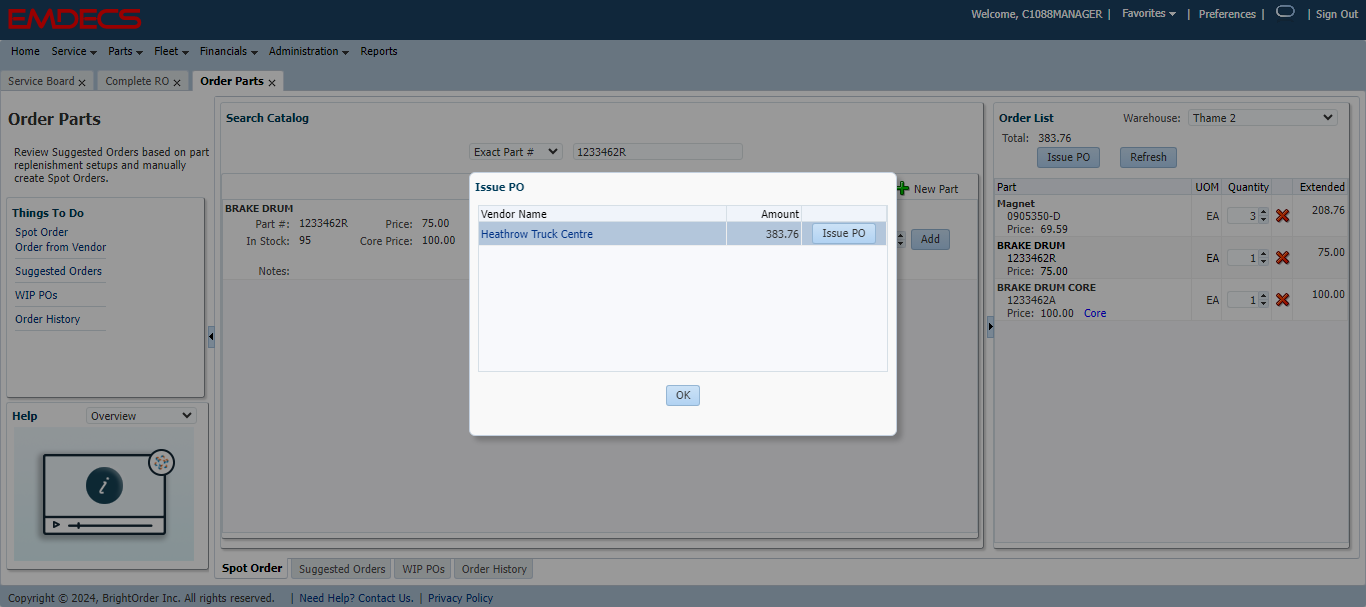 EMDECS
Welcome, C1088MANAGER | Favorites | Preferences | | Sign Out
Home Service Parts Fleet Financials Administration Reports
Service Board x Complete RO x Order Parts x
Order Parts
Review Suggested Orders based on part
replenishment setups and manually
create Spot Orders.
Things To Do
Spot Order
Order from Vendor
Suggested Orders
WIP POs
Order History
Help Overview
i
Search Catalog
Exact Part # 1233462R
New Part
BRAKE DRUM
Part #: 1233462R Price: 75.00
In Stock: 95 Core Price: 100.00
Add
Notes:
Issue PO
Vendor Name Amount
Heathrow Truck Centre 383.76 Issue PO
OK
Order List Warehouse: Thame 2
Total: 383.76
Issue PO Refresh
Part UOM Quantity Extended
Magnet
0905350-D EA 3 208.76
Price: 69.59
BRAKE DRUM
1233462R EA 1 75.00
Price: 75.00
BRAKE DRUM CORE
1233462A EA 1 100.00
Price: 100.00 Core
Spot Order Suggested Orders WIP POs Order History
Copyright © 2024, BrightOrder Inc. All rights reserved. | Need Help? Contact Us. | Privacy Policy